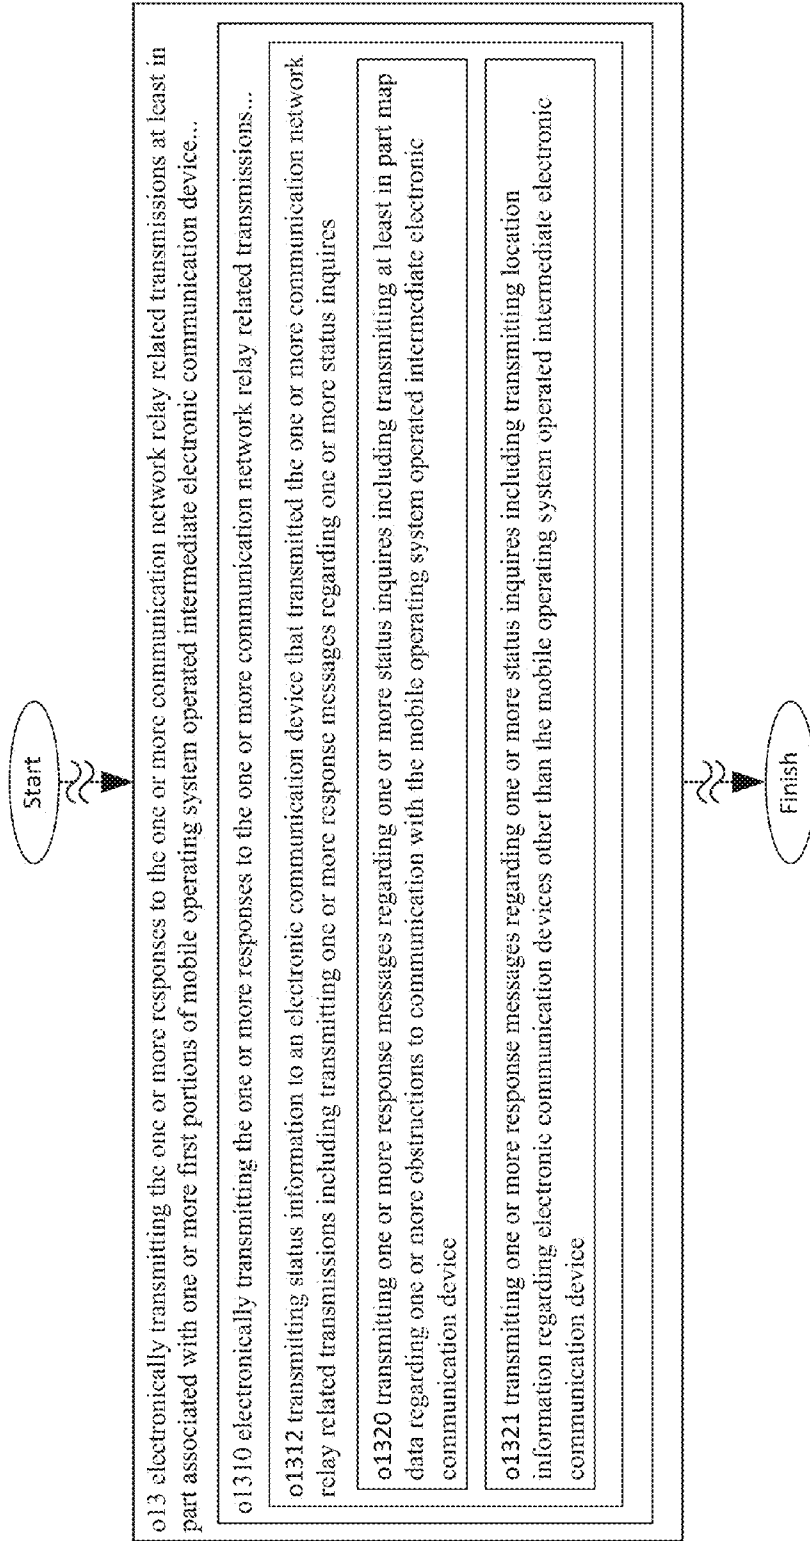 Start
o13 electronically transmitting the one or more responses to the one or more communication network relay related transmissions at least in
part associated with one or more first portions of mobile operating system operated intermediate electronic communication device...
o1310 electronically transmitting the one or more responses to the one or more communication network relay related transmissions...
o1312 transmitting status information to an electronic communication device that transmitted the one or more communication network
relay related transmissions including transmitting one or more response messages regarding one or more status inquires
o1320 transmitting one or more response messages regarding one or more status inquires including transmitting at least in part map
data regarding one or more obstructions to communication with the mobile operating system operated intermediate electronic
communication device
o1321 transmitting one or more response messages regarding one or more status inquires including transmitting location
information regarding electronic communication devices other than the mobile operating system operated intermediate electronic
communication device
Finish